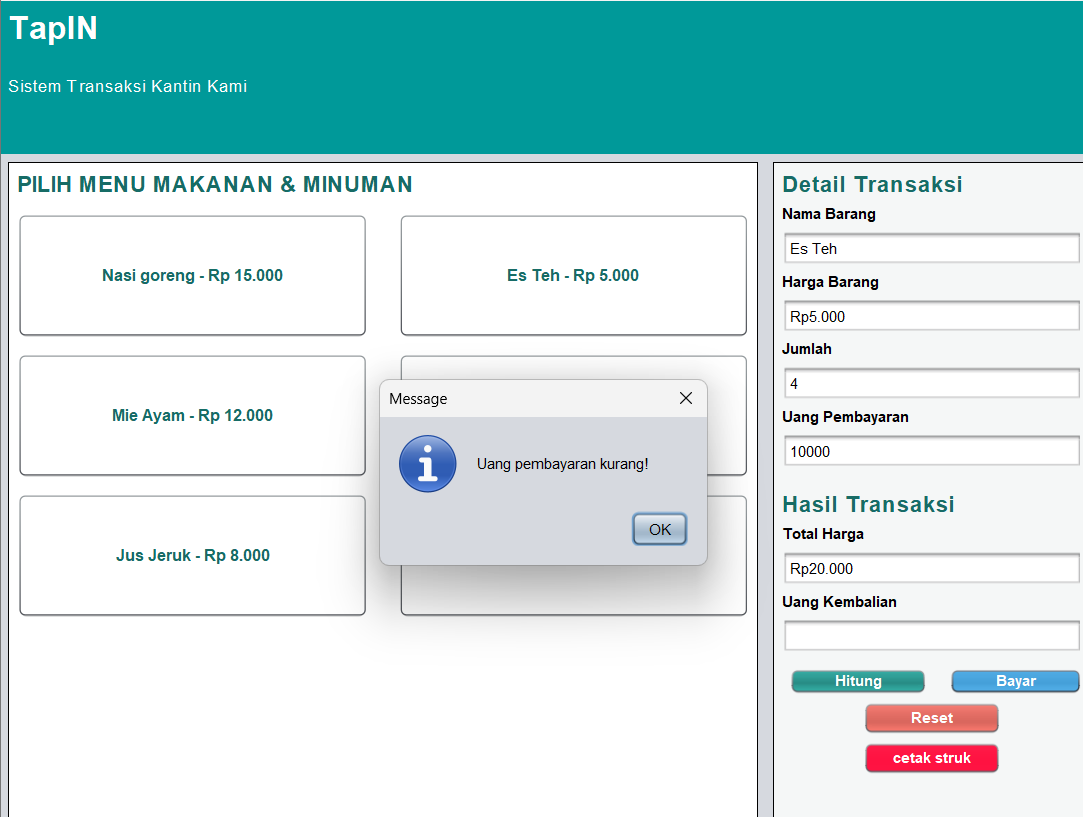 TapIN
Sistem Transaksi Kantin Kami
PILIH MENU MAKANAN & MINUMAN
Nasi goreng - Rp 15.000
Es Teh - Rp 5.000
Mie Ayam - Rp 12.000
Jus Jeruk - Rp 8.000
Message
Uang pembayaran kurang!
OK
Detail Transaksi
Nama Barang
Es Teh
Harga Barang
Rp5.000
Jumlah
4
Uang Pembayaran
10000
Hasil Transaksi
Total Harga
Rp20.000
Uang Kembalian
Hitung
Bayar
Reset
cetak struk